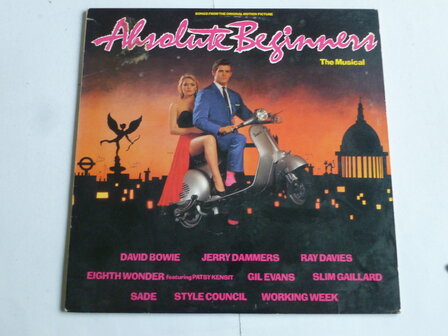 SONGS FROM THE ORIGINAL MOTION PICTURE
Absolute Beginners
The Musical
DAVID BOWIE JERRY DAMMERS RAY DAVIES
EIGHTH WONDER featuring PATSY KENSIT GIL EVANS SLIM GAILLARD
SADE STYLE COUNCIL WORKING WEEK